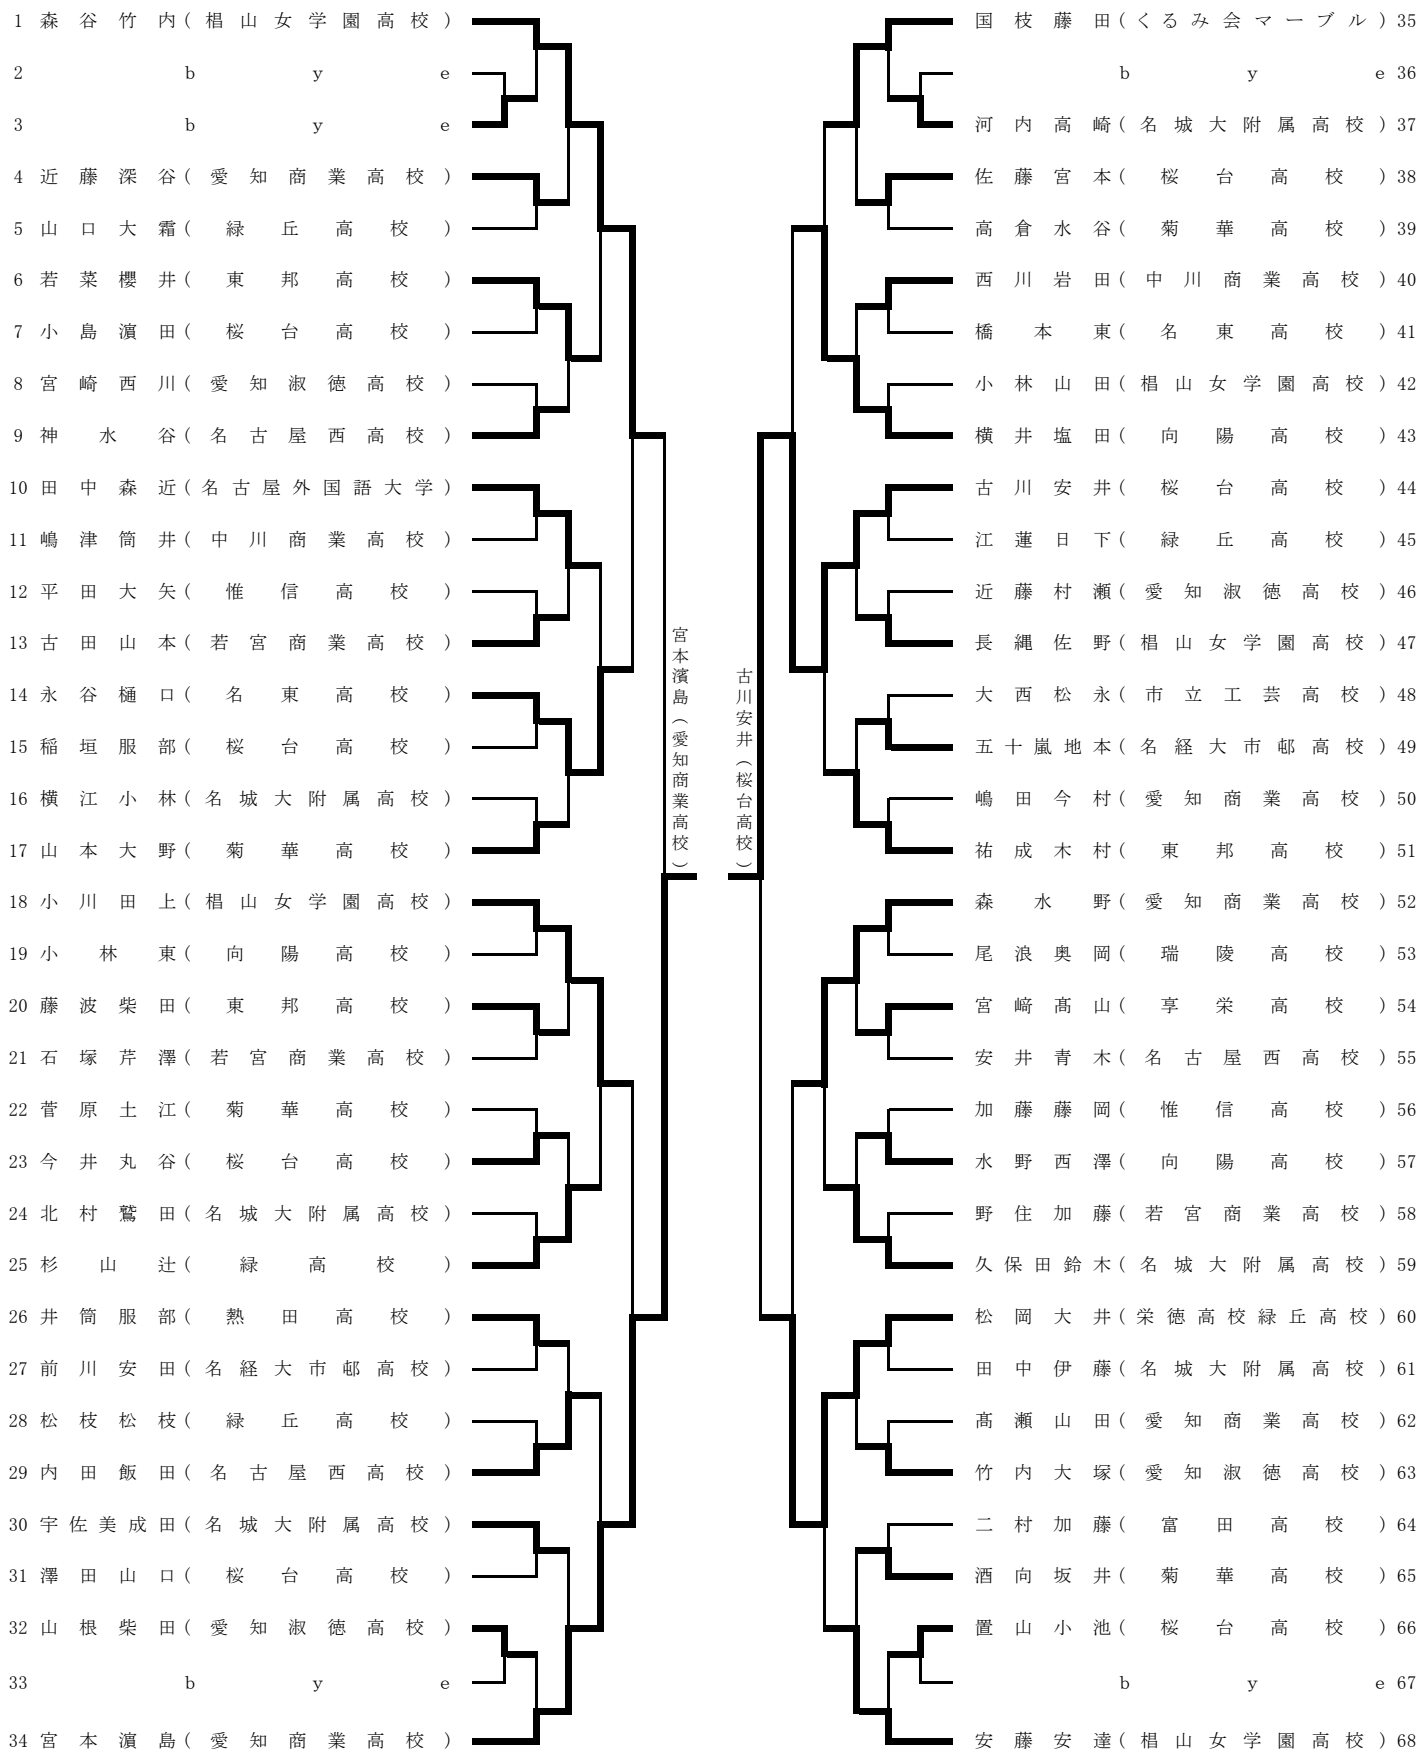 1 森谷竹内(椙山女学園高校)
2 bye
3 bye
4 近藤深谷(愛知商業高校)
5 山口大霜(緑丘高校)
6 若菜櫻井(東邦高校)
7 小島濵田(桜台高校)
8 宮崎西川(愛知淑徳高校)
9 神水谷(名古屋西高校)
10 田中森近(名古屋外国語大学)
11 嶋津筒井(中川商業高校)
12 平田大矢(惟信高校)
13 古田山本(若宮商業高校)
14 永谷樋口(名東高校)
15 稲垣服部(桜台高校)
16 横江小林(名城大附属高校)
17 山本大野(菊華高校)
18 小川田上(椙山女学園高校)
19 小林東(向陽高校)
20 藤波柴田(東邦高校)
21 石塚芹澤(若宮商業高校)
22 菅原土江(菊華高校)
23 今井丸谷(桜台高校)
24 北村鷲田(名城大附属高校)
25 杉山辻(緑高校)
26 井筒服部(熱田高校)
27 前川安田(名経大市邨高校)
28 松枝松枝(緑丘高校)
29 内田飯田(名古屋西高校)
30 宇佐美成田(名城大附属高校)
31 澤田山口(桜台高校)
32 山根柴田(愛知淑徳高校)
33 bye
34 宮本濵島(愛知商業高校)
宮本濱島(愛知商業高校)
古川安井(桜台高校)
国枝藤田(くるみ会マーブル) 35
bye 36
河内高崎(名城大附属高校) 37
佐藤宮本(桜台高校) 38
高倉水谷(菊華高校) 39
西川岩田(中川商業高校) 40
橋本東(名東高校) 41
小林山田(椙山女学園高校) 42
横井塩田(向陽高校) 43
古川安井(桜台高校) 44
江蓮日下(緑丘高校) 45
近藤村瀬(愛知淑徳高校) 46
長縄佐野(椙山女学園高校) 47
大西松永(市立工芸高校) 48
五十嵐地本(名経大市邨高校) 49
嶋田今村(愛知商業高校) 50
祐成木村(東邦高校) 51
森水野(愛知商業高校) 52
尾浪奥岡(瑞陵高校) 53
宮﨑髙山(享栄高校) 54
安井青木(名古屋西高校) 55
加藤藤岡(惟信高校) 56
水野西澤(向陽高校) 57
野住加藤(若宮商業高校) 58
久保田鈴木(名城大附属高校) 59
松岡大井(栄徳高校緑丘高校) 60
田中伊藤(名城大附属高校) 61
髙瀬山田(愛知商業高校) 62
竹内大塚(愛知淑徳高校) 63
二村加藤(富田高校) 64
酒向坂井(菊華高校) 65
置山小池(桜台高校) 66
bye 67
安藤安達(椙山女学園高校) 68